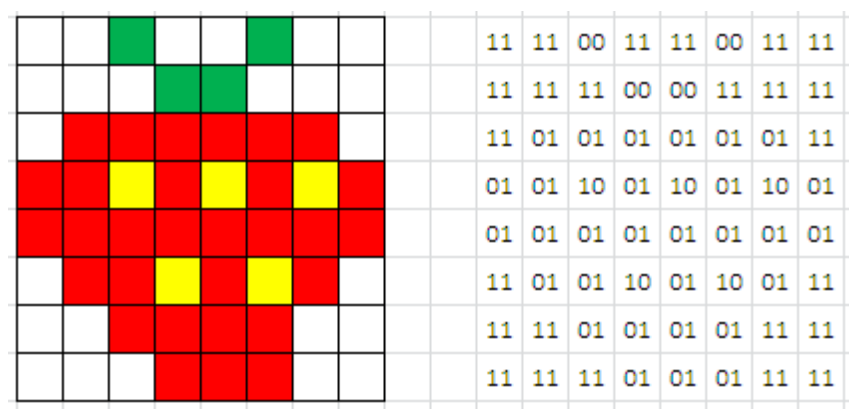 11 11 00 11 11 00 11 11
11 11 11 00 00 11 11 11
11 01 01 01 01 01 01 11
01 01 10 01 10 01 10 01
01 01 01 01 01 01 01 01
11 01 01 10 01 10 01 11
11 11 01 01 01 01 11 11
11 11 11 01 01 01 11 11